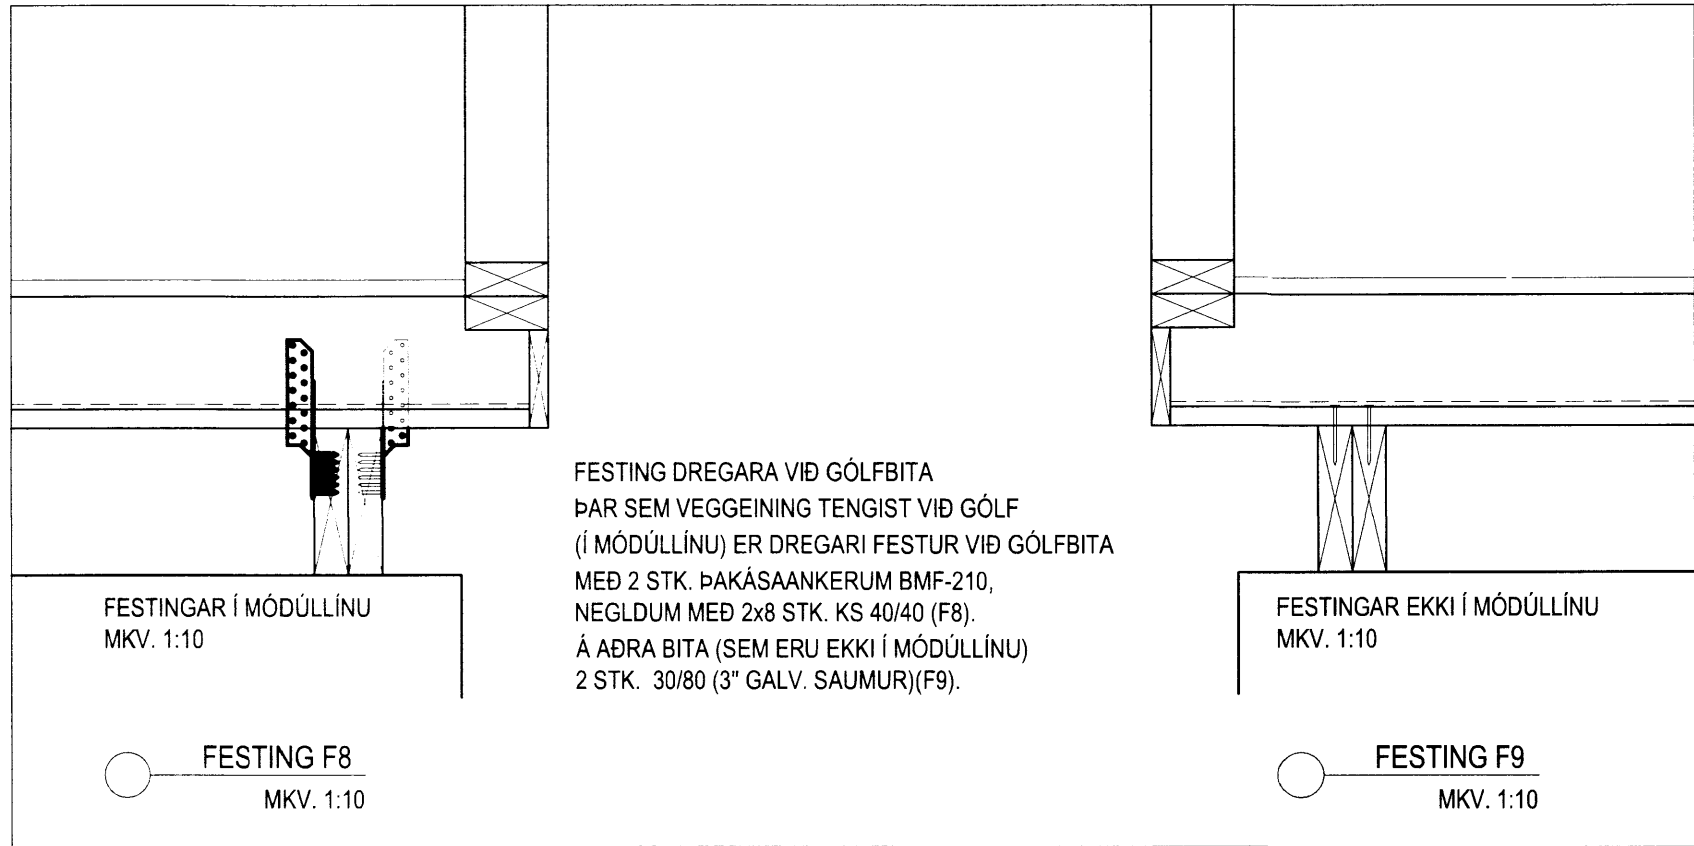 FESTING DREGARA VIÐ GÓLFBITA
ÞAR SEM VEGGEINING TENGIST VIÐ GÓLF
(Í MÓDÚLLÍNU) ER DREGARI FESTUR VIÐ GÓLFBITA
MEÐ 2 STK. ÞAKÁSAANKERUM BMF-210,
NEGLDUM MEÐ 2x8 STK. KS 40/40 (F8).
Á AÐRA BITA (SEM ERU EKKI Í MÓDÚLLÍNU)
2 STK. 30/80 (3" GALV. SAUMUR)(F9).
FESTINGAR Í MÓDÚLLÍNU
MKV. 1:10
FESTING F8
MKV. 1:10
FESTINGAR EKKI Í MÓDÚLLÍNU
MKV. 1:10
FESTING F9
MKV. 1:10